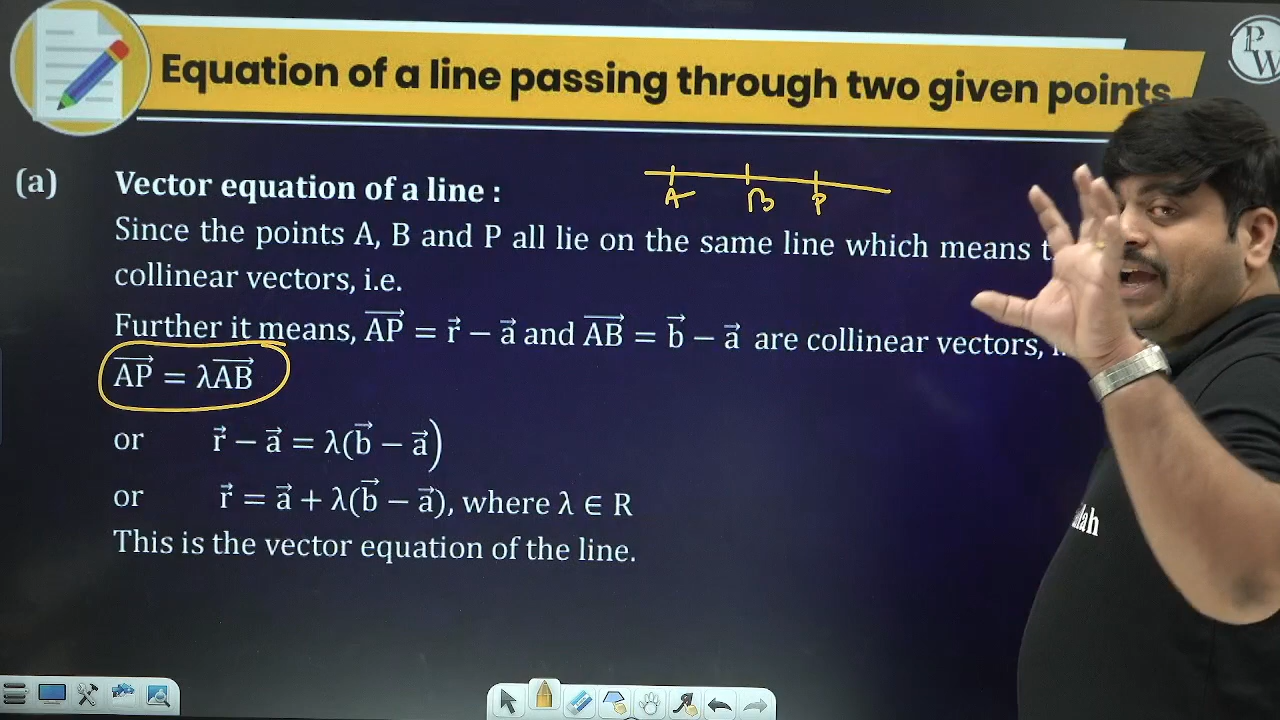 Equation of a line passing through two given points
PW
(a) Vector equation of a line :
A B P
Since the points A, B and P all lie on the same line which means
collinear vectors, i.e.
Further it means, AP⃗ = r⃗ − a⃗ and AB⃗ = b⃗ − a⃗ are collinear vectors,
AP⃗ = λAB⃗
or r⃗ − a⃗ = λ(b⃗ − a⃗)
or r⃗ = a⃗ + λ(b⃗ − a⃗), where λ ∈ R
This is the vector equation of the line.